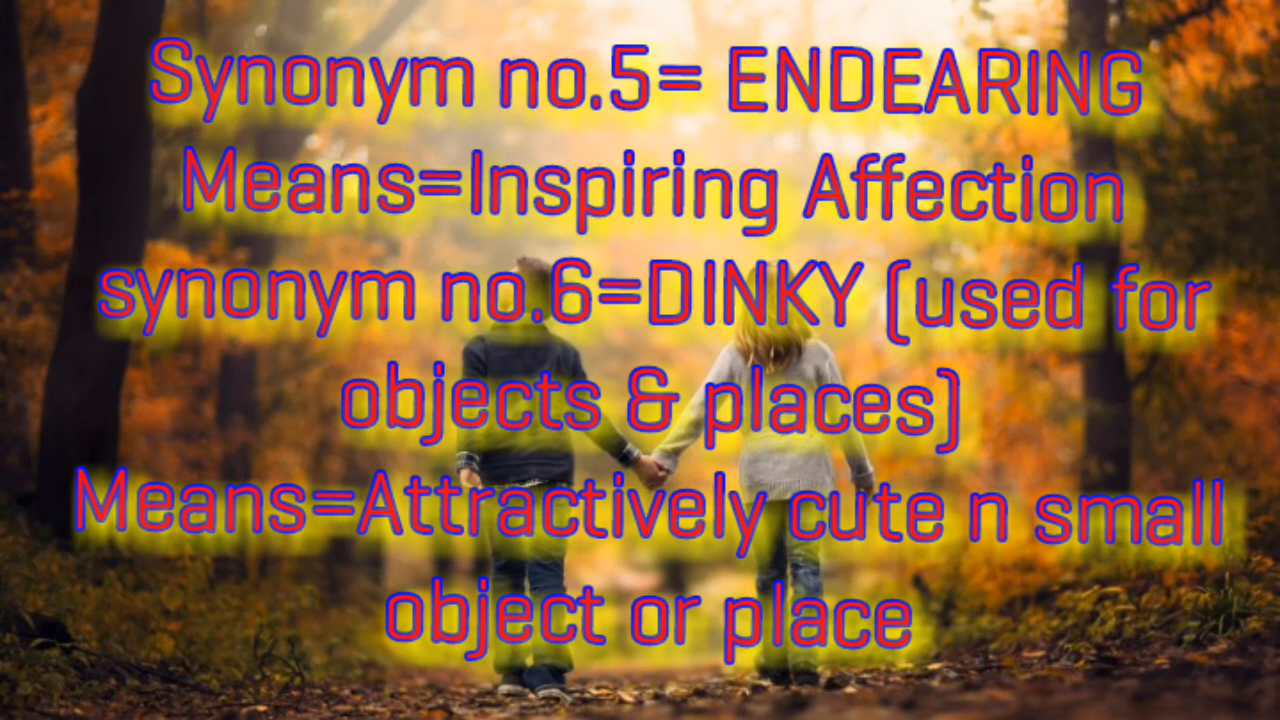 Synonym no.5= ENDEARING
Means=Inspiring Affection
synonym no.6=DINKY (used for
objects & places)
Means=Attractively cute n small
object or place